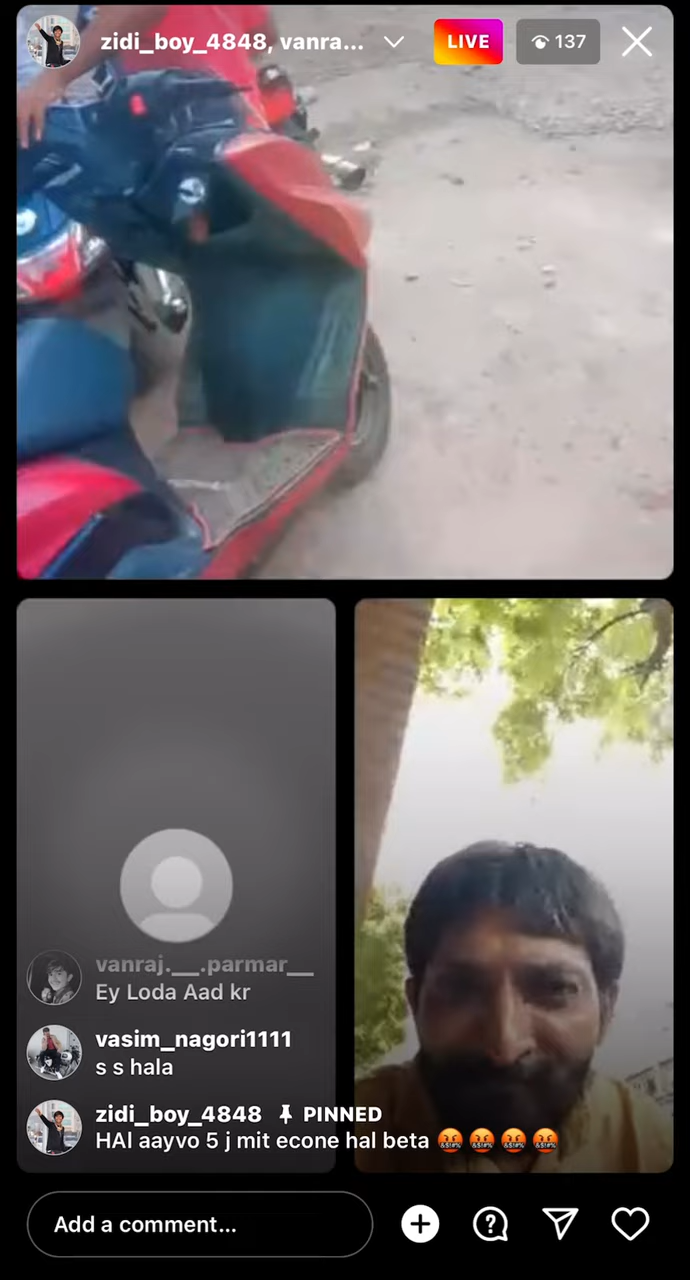 zidi_boy_4848, vanra...
LIVE
137
vanraj.__.parmar__
Ey Loda Aad kr
vasim_nagori1111
s s hala
zidi_boy_4848 PINNED
HAI aayvo 5 j mit econe hal beta 🤬 🤬 🤬 🤬
Add a comment...